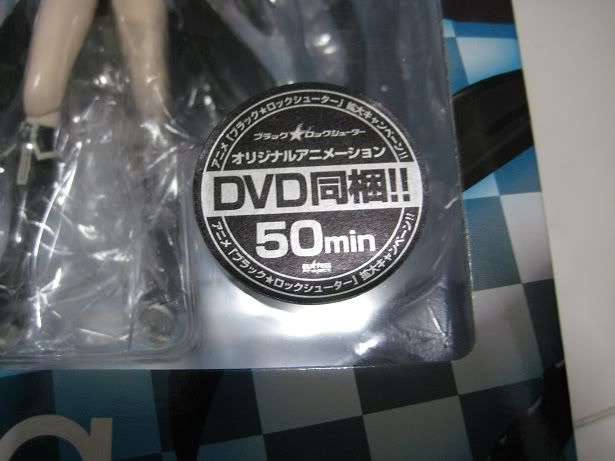 アニメ「ブラック★ロックシューター」拡大キャンペーン!!
ブラック★ロックシューター
オリジナルアニメーション
DVD同梱!!
50min
アニメ「ブラック★ロックシューター」拡大キャンペーン!!